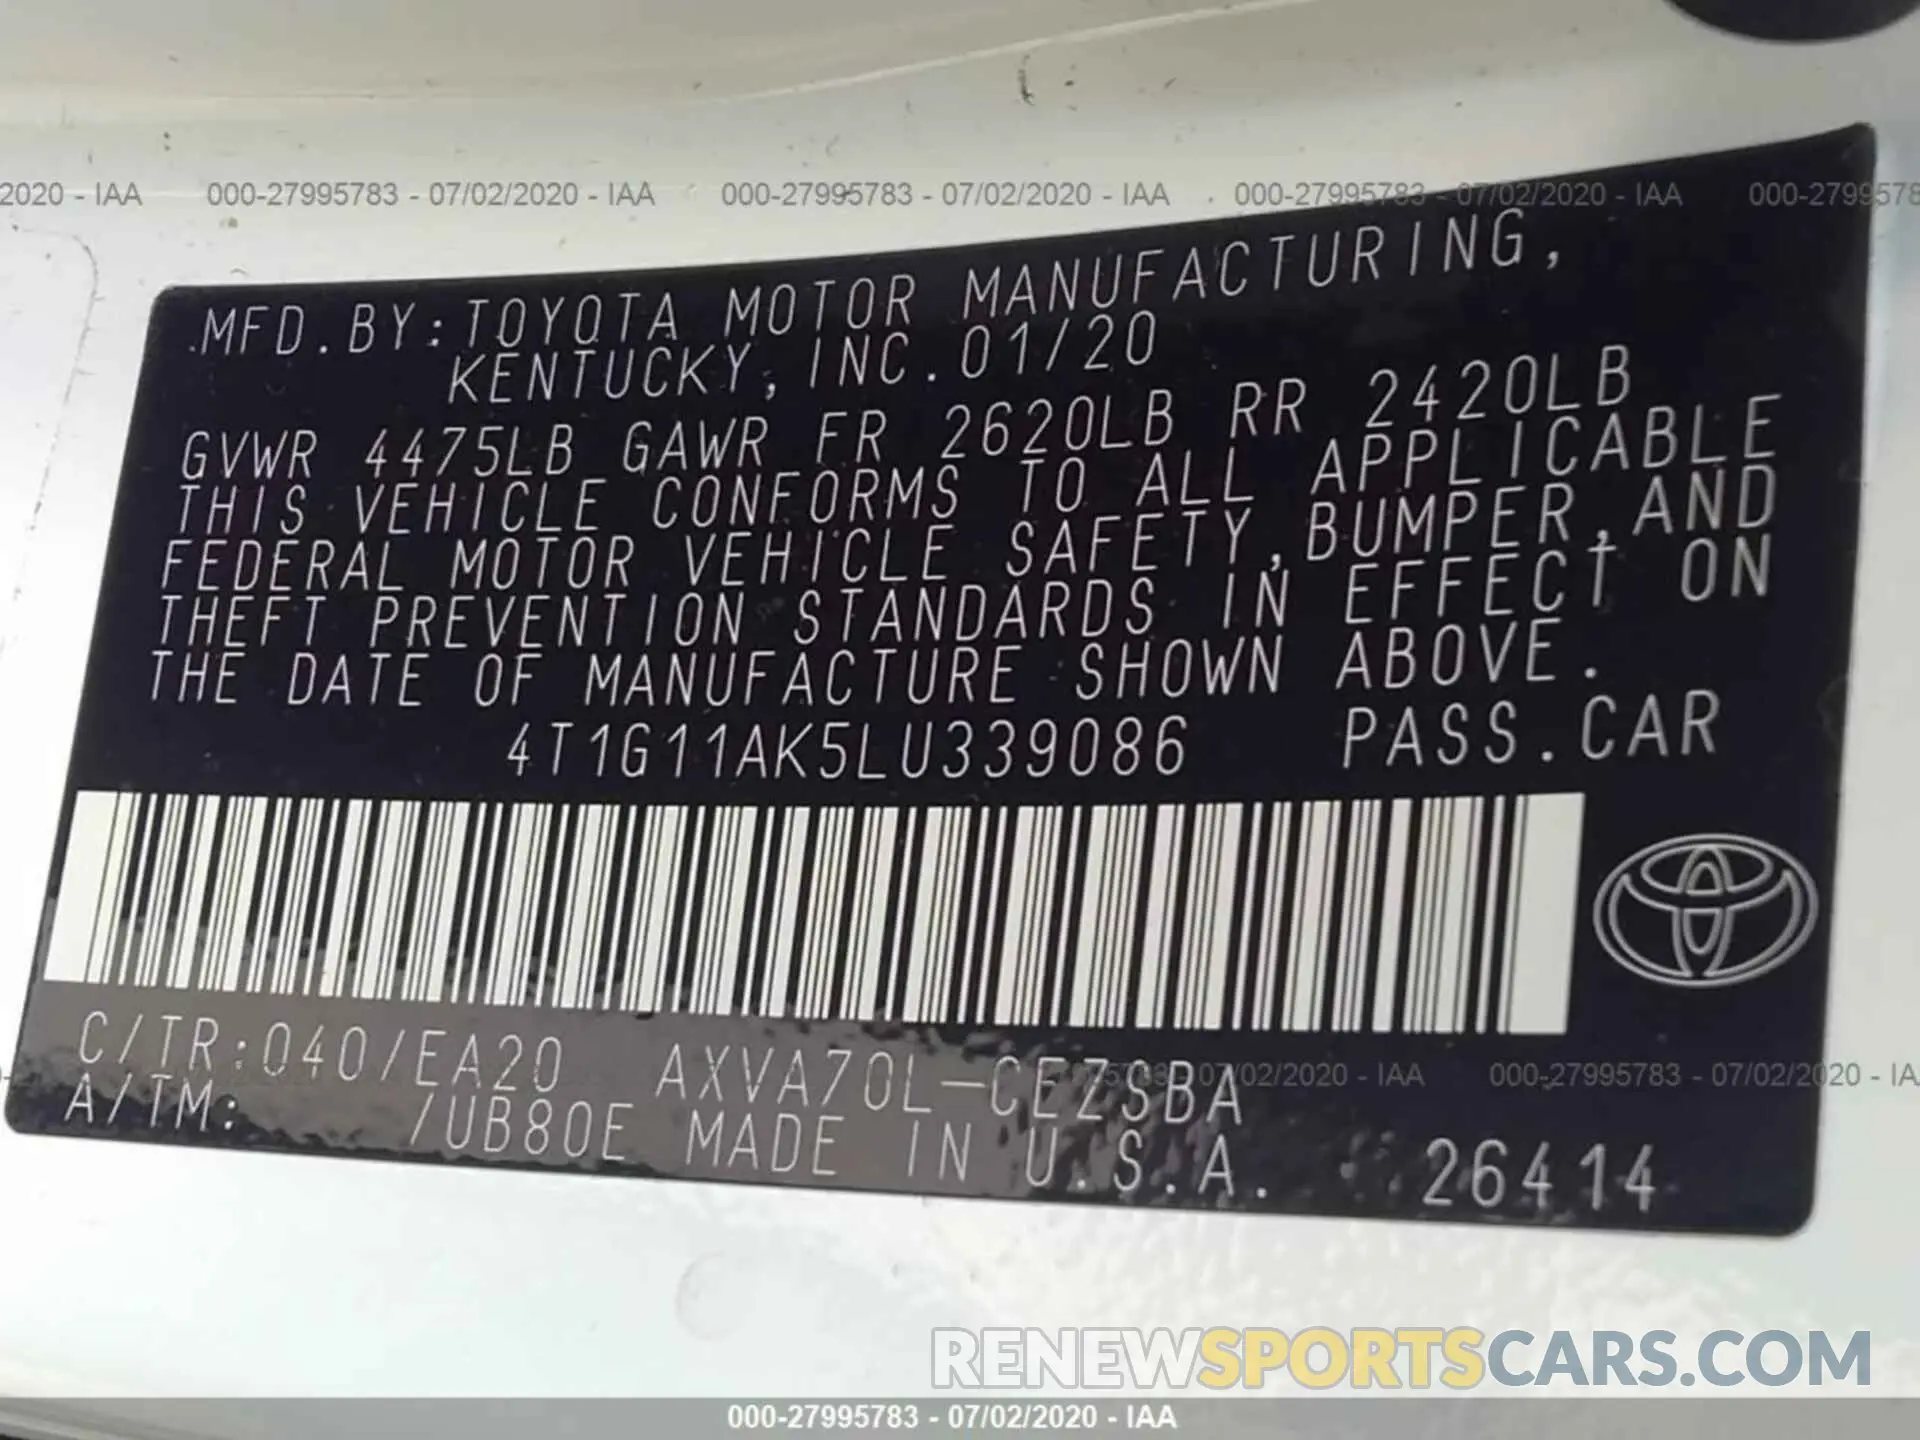 2020 - IAA 000-27995783 - 07/02/2020 - IAA 000-27995783 - 07/02/2020 - IAA 000-27995783 - 07/02/2020 - IAA 000-2799578
MFD.BY:TOYOTA MOTOR MANUFACTURING,
KENTUCKY, INC.01/20
GVWR 4475LB GAWR FR 2620LB RR 2420LB
THIS VEHICLE CONFORMS TO ALL APPLICABLE
FEDERAL MOTOR VEHICLE SAFETY,BUMPER,AND
THEFT PREVENTION STANDARDS IN EFFECT ON
THE DATE OF MANUFACTURE SHOWN ABOVE.
4T1G11AK5LU339086 PASS.CAR
C/TR:040/EA20 AXVA70L-CEZSBA
/02/2020 - IAA 000-27995783 - 07/02/2020 - IA
A/TM: /UB80E MADE IN U.S.A. 26414
RENEWSPORTSCARS.COM
000-27995783 - 07/02/2020 - IAA